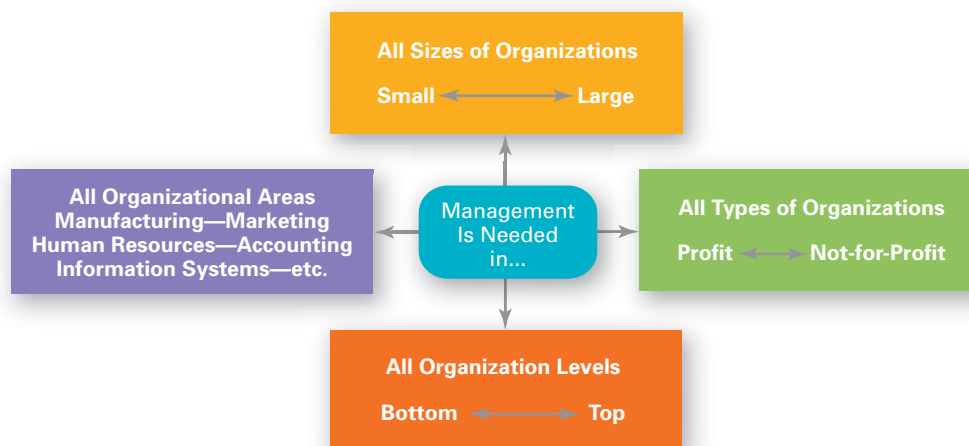 All Sizes of Organizations
Small Large
All Organizational Areas
Manufacturing—Marketing
Human Resources—Accounting
Information Systems—etc.
Management
Is Needed
in...
All Types of Organizations
Profit Not-for-Profit
All Organization Levels
Bottom Top